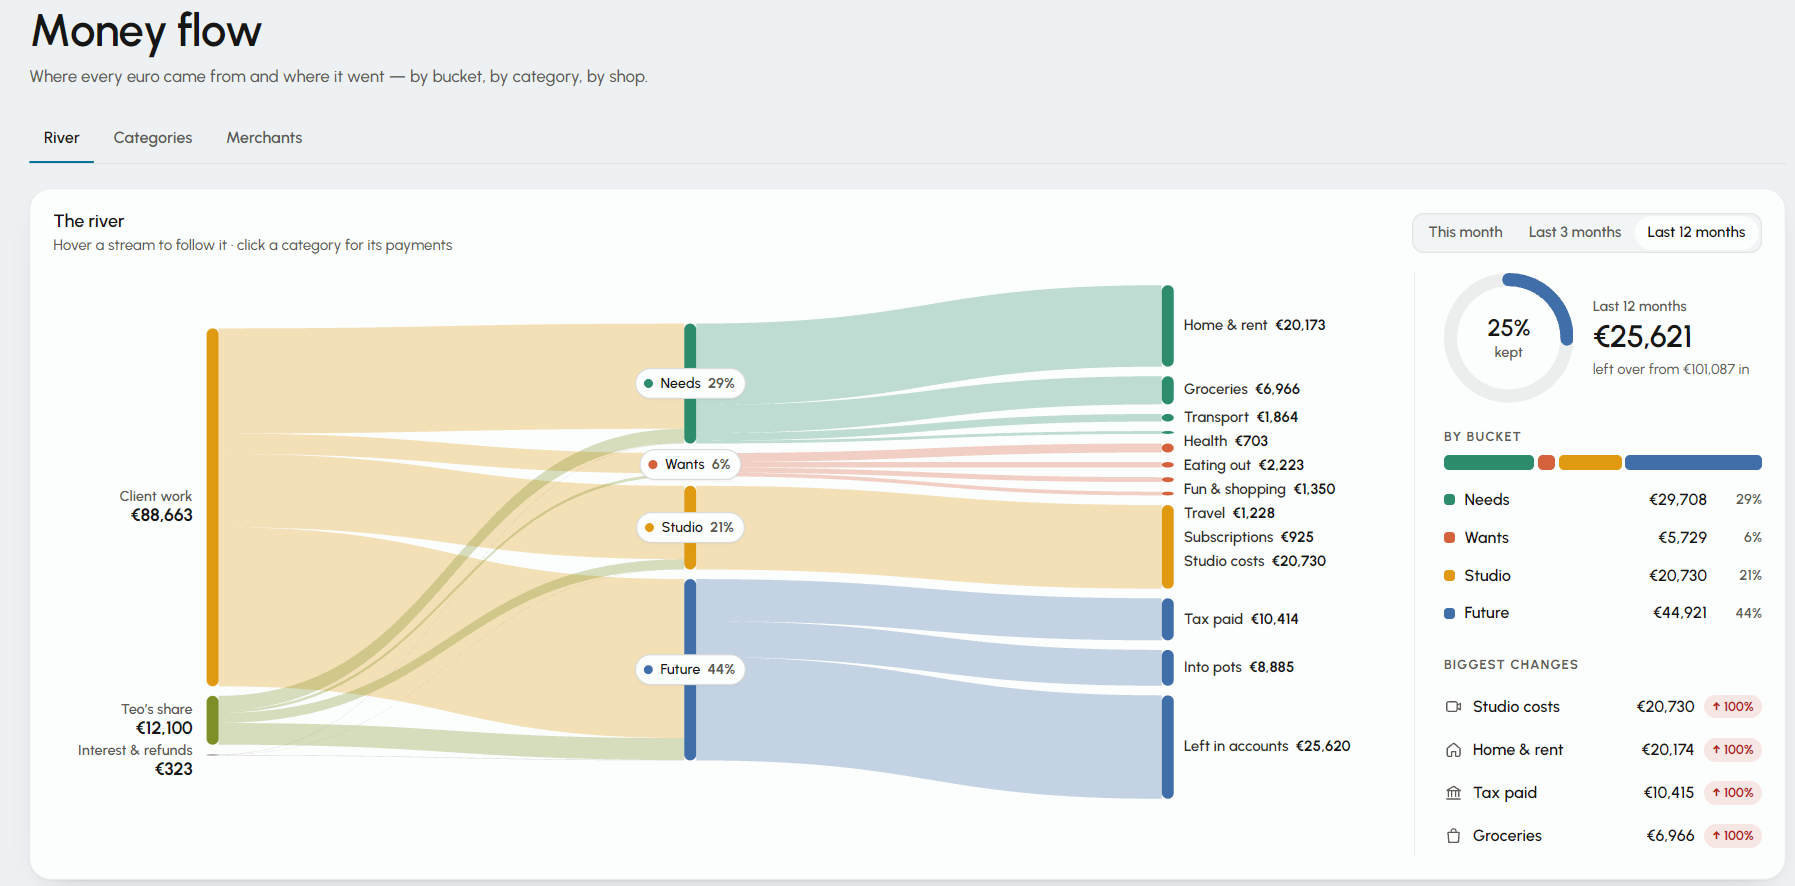 Money flow
Where every euro came from and where it went — by bucket, by category, by shop.
River Categories Merchants
The river
Hover a stream to follow it · click a category for its payments
This month Last 3 months Last 12 months
Client work
€88,663
Teo's share
€12,100
Interest & refunds
€323
Needs 29%
Wants 6%
Studio 21%
Future 44%
Home & rent €20,173
Groceries €6,966
Transport €1,864
Health €703
Eating out €2,223
Fun & shopping €1,350
Travel €1,228
Subscriptions €925
Studio costs €20,730
Tax paid €10,414
Into pots €8,885
Left in accounts €25,620
25%
kept
Last 12 months
€25,621
left over from €101,087 in
BY BUCKET
Needs €29,708 29%
Wants €5,729 6%
Studio €20,730 21%
Future €44,921 44%
BIGGEST CHANGES
Studio costs €20,730 ↑ 100%
Home & rent €20,174 ↑ 100%
Tax paid €10,415 ↑ 100%
Groceries €6,966 ↑ 100%